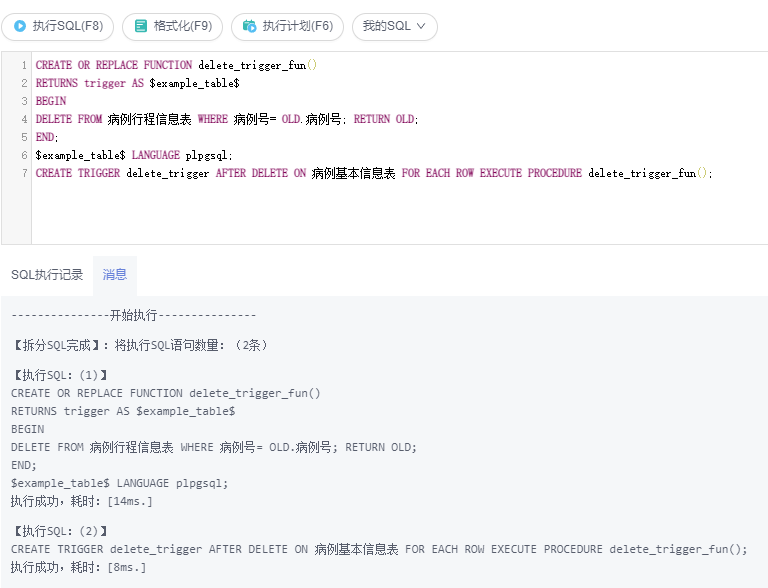 执行SQL(F8) 格式化(F9) 执行计划(F6) 我的SQL
1 CREATE OR REPLACE FUNCTION delete_trigger_fun()
2 RETURNS trigger AS $example_table$
3 BEGIN
4 DELETE FROM 病例行程信息表 WHERE 病例号= OLD.病例号; RETURN OLD;
5 END;
6 $example_table$ LANGUAGE plpgsql;
7 CREATE TRIGGER delete_trigger AFTER DELETE ON 病例基本信息表 FOR EACH ROW EXECUTE PROCEDURE delete_trigger_fun();
SQL执行记录 消息
---------------开始执行---------------
【拆分SQL完成】：将执行SQL语句数量：（2条）
【执行SQL：(1)】
CREATE OR REPLACE FUNCTION delete_trigger_fun()
RETURNS trigger AS $example_table$
BEGIN
DELETE FROM 病例行程信息表 WHERE 病例号= OLD.病例号; RETURN OLD;
END;
$example_table$ LANGUAGE plpgsql;
执行成功，耗时：[14ms.]
【执行SQL：(2)】
CREATE TRIGGER delete_trigger AFTER DELETE ON 病例基本信息表 FOR EACH ROW EXECUTE PROCEDURE delete_trigger_fun();
执行成功，耗时：[8ms.]